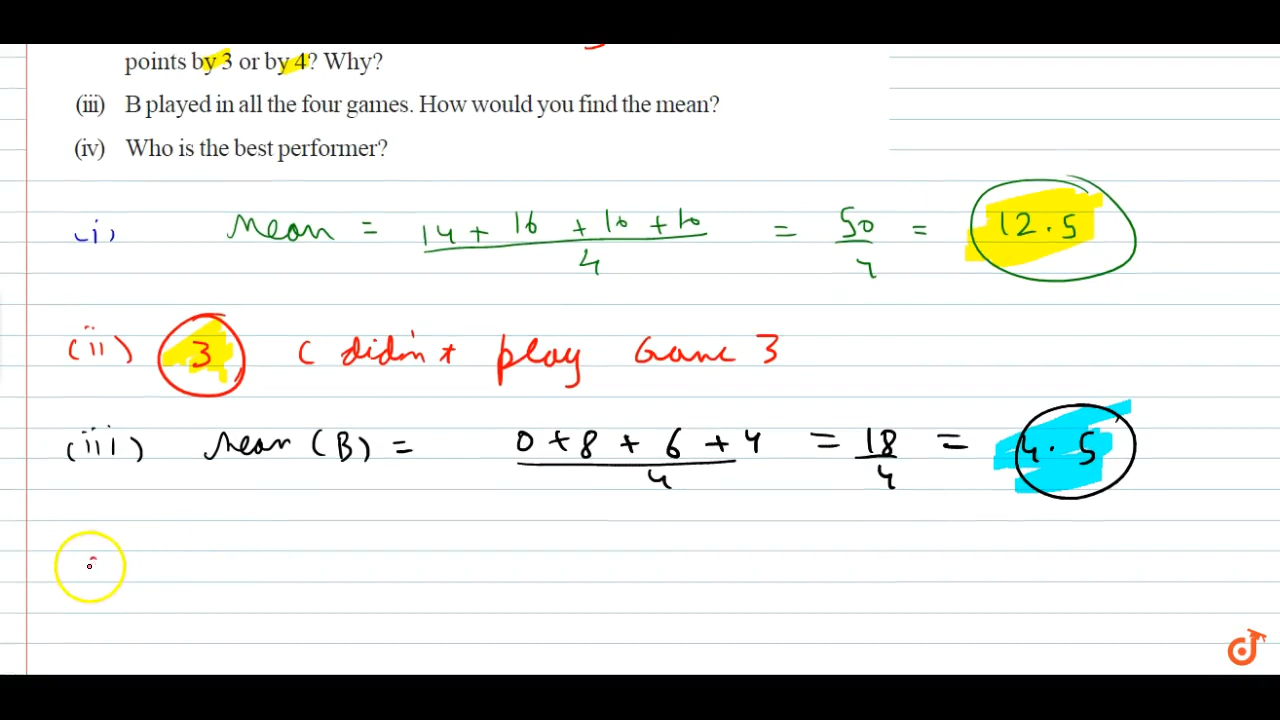 points by 3 or by 4? Why?
(iii) B played in all the four games. How would you find the mean?
(iv) Who is the best performer?
(i) Mean = 14 + 16 + 10 + 10 / 4 = 50 / 4 = 12.5
(ii) 3 C didn't play Game 3
(iii) Mean (B) = 0 + 8 + 6 + 4 / 4 = 18 / 4 = 4.5